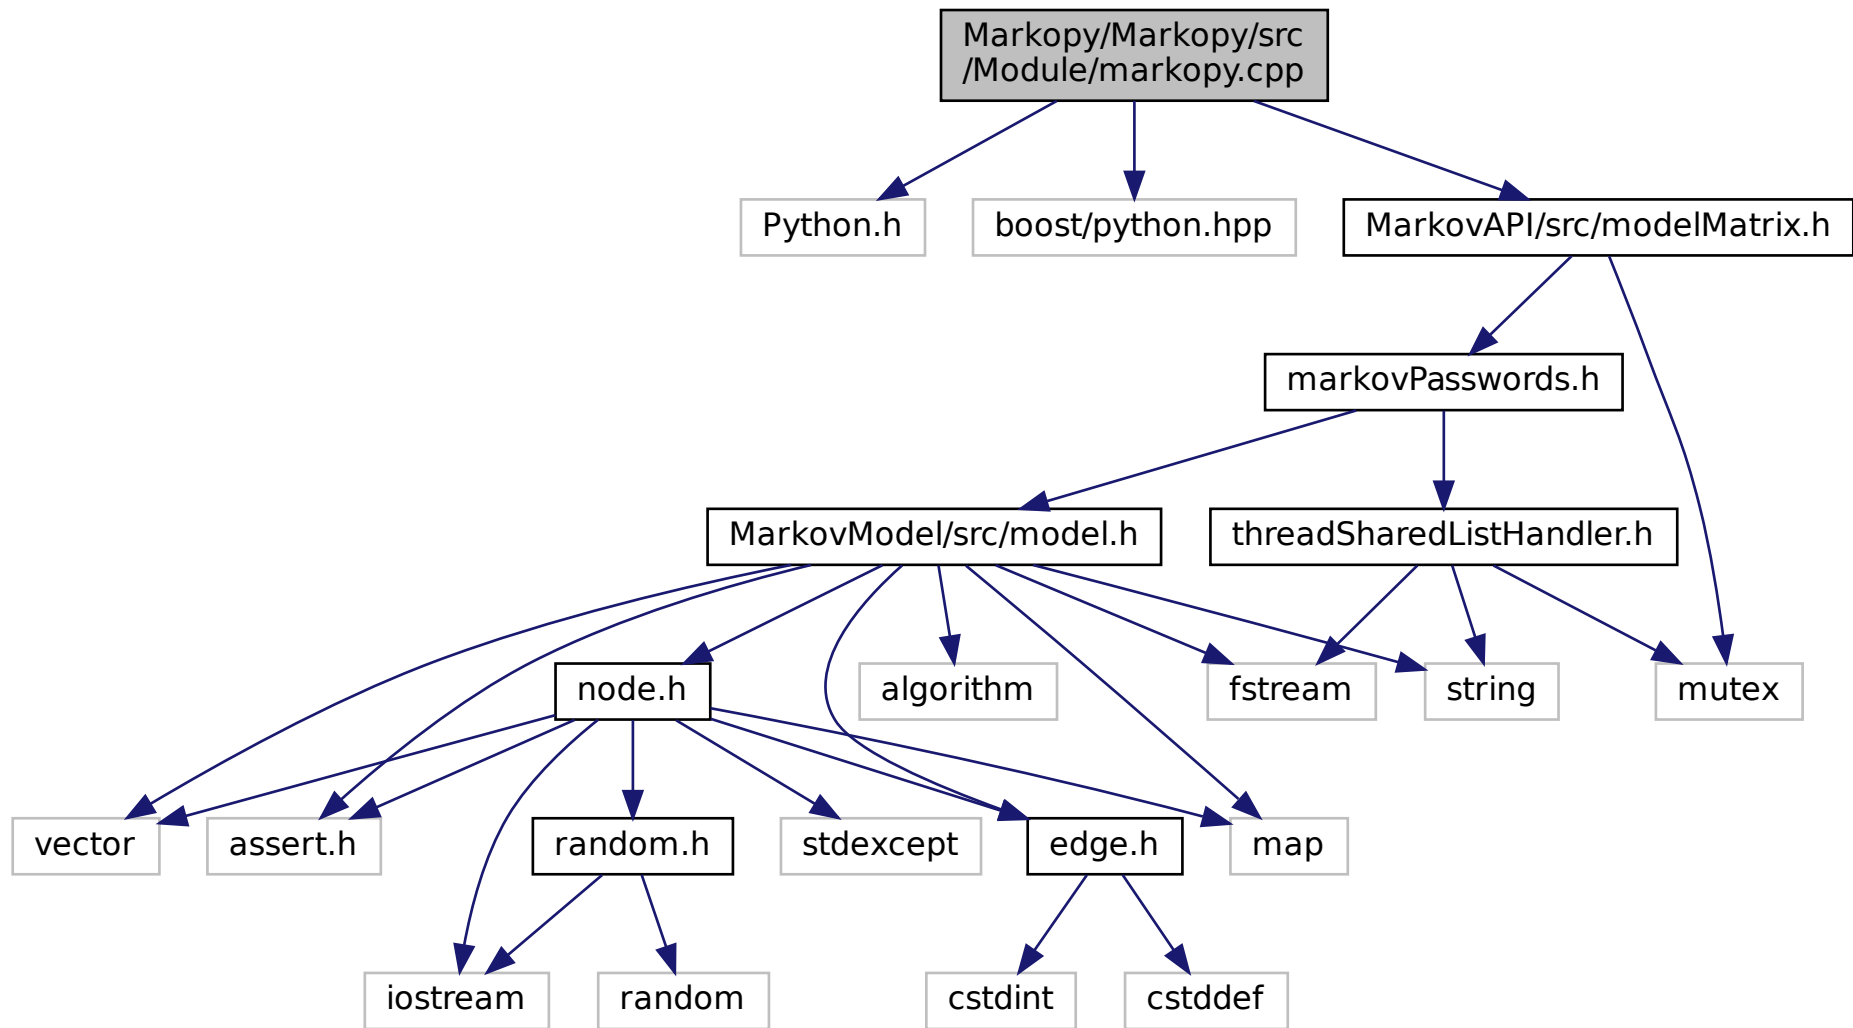 Markopy/Markopy/src
/Module/markopy.cpp
Python.h
boost/python.hpp
MarkovAPI/src/modelMatrix.h
markovPasswords.h
MarkovModel/src/model.h
threadSharedListHandler.h
node.h
algorithm
fstream
string
mutex
vector
assert.h
random.h
stdexcept
edge.h
map
iostream
random
cstdint
cstddef